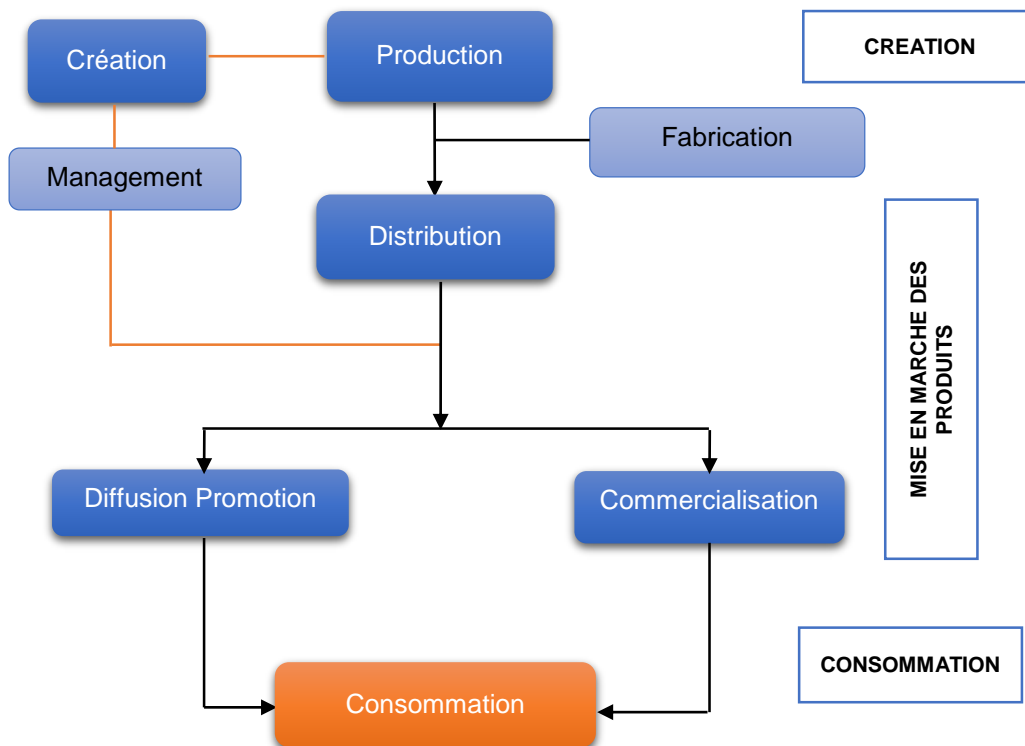 Création
Production
CREATION
Fabrication
Management
Distribution
MISE EN MARCHE DES
PRODUITS
Diffusion Promotion
Commercialisation
CONSOMMATION
Consommation